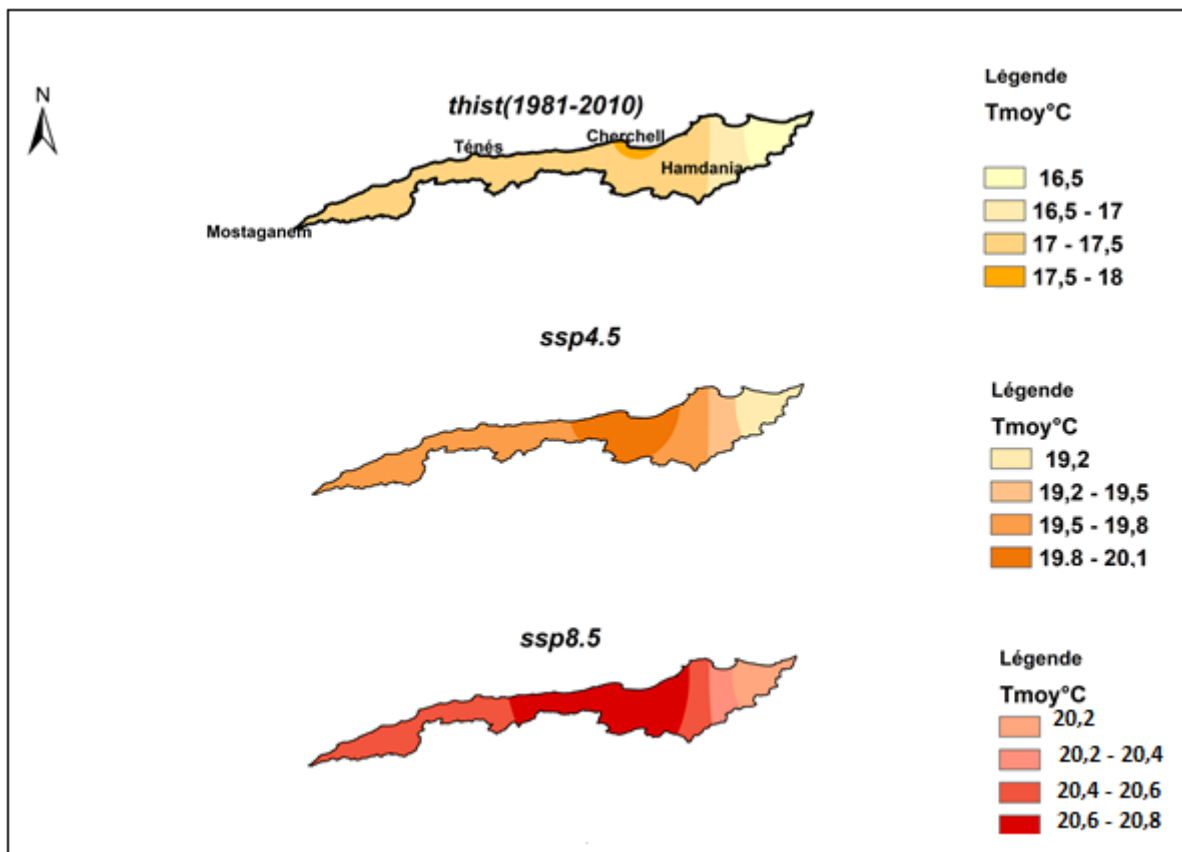 N
thist(1981-2010)
Cherchell
Ténés
Hamdania
Mostaganem
Légende
Tmoy°C
16,5
16,5 - 17
17 - 17,5
17,5 - 18
ssp4.5
Légende
Tmoy°C
19,2
19,2 - 19,5
19,5 - 19,8
19.8 - 20,1
ssp8.5
Légende
Tmoy°C
20,2
20,2 - 20,4
20,4 - 20,6
20,6 - 20,8